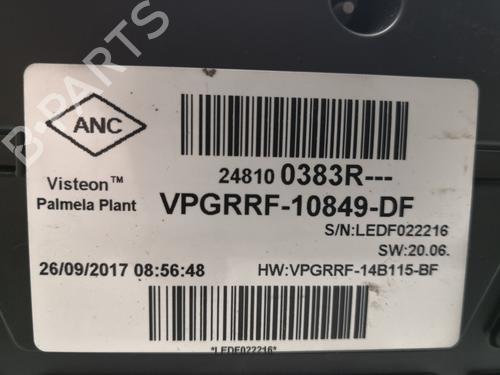 ANC
24810 0383R---
Visteon™
Palmela Plant
VPGRRF-10849-DF
S/N:LEDF022216
SW:20.06.
26/09/2017 08:56:48
HW:VPGRRF-14B115-BF
*LEDF022216*
B-PARTS